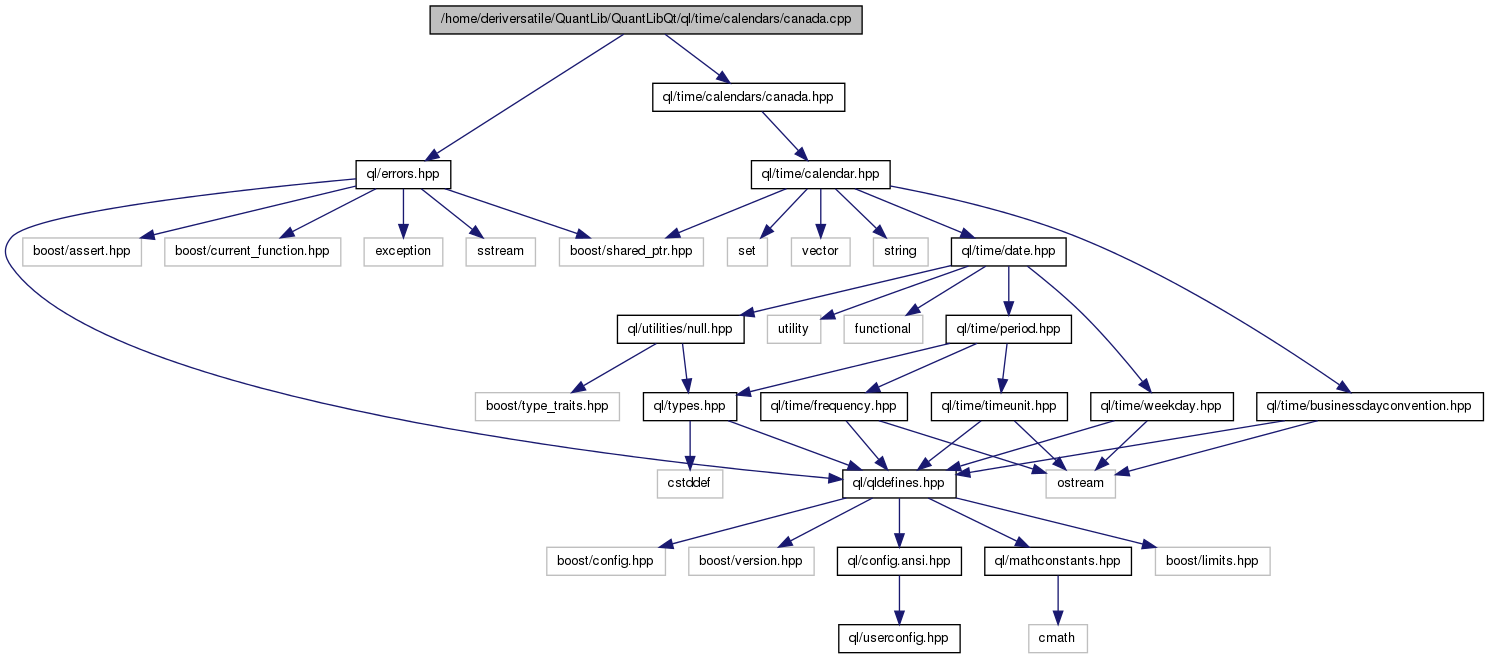 /home/deriversatile/QuantLib/QuantLibQt/ql/time/calendars/canada.cpp
ql/time/calendars/canada.hpp
ql/errors.hpp
ql/time/calendar.hpp
boost/assert.hpp
boost/current_function.hpp
exception
sstream
boost/shared_ptr.hpp
set
vector
string
ql/time/date.hpp
ql/utilities/null.hpp
utility
functional
ql/time/period.hpp
boost/type_traits.hpp
ql/types.hpp
ql/time/frequency.hpp
ql/time/timeunit.hpp
ql/time/weekday.hpp
ql/time/businessdayconvention.hpp
cstddef
ql/qldefines.hpp
ostream
boost/config.hpp
boost/version.hpp
ql/config.ansi.hpp
ql/mathconstants.hpp
boost/limits.hpp
ql/userconfig.hpp
cmath